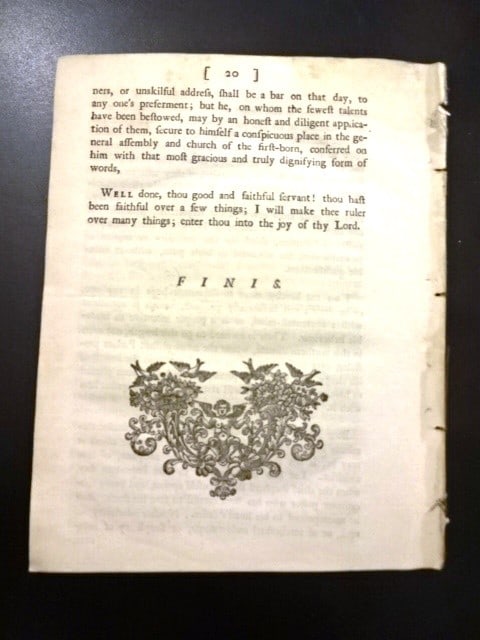 [ 20 ]
ners, or unskilful addreſs, ſhall be a bar on that day, to
any one's preferment; but he, on whom the feweſt talents
have been beſtowed, may by an honeſt and diligent applica-
tion of them, ſecure to himſelf a conſpicuous place in the ge-
neral aſſembly and church of the firſt-born, conferred on
him with that moſt gracious and truly dignifying form of
words,
WELL done, thou good and faithful ſervant! thou haſt
been faithful over a few things; I will make thee ruler
over many things; enter thou into the joy of thy Lord.
FINIS.